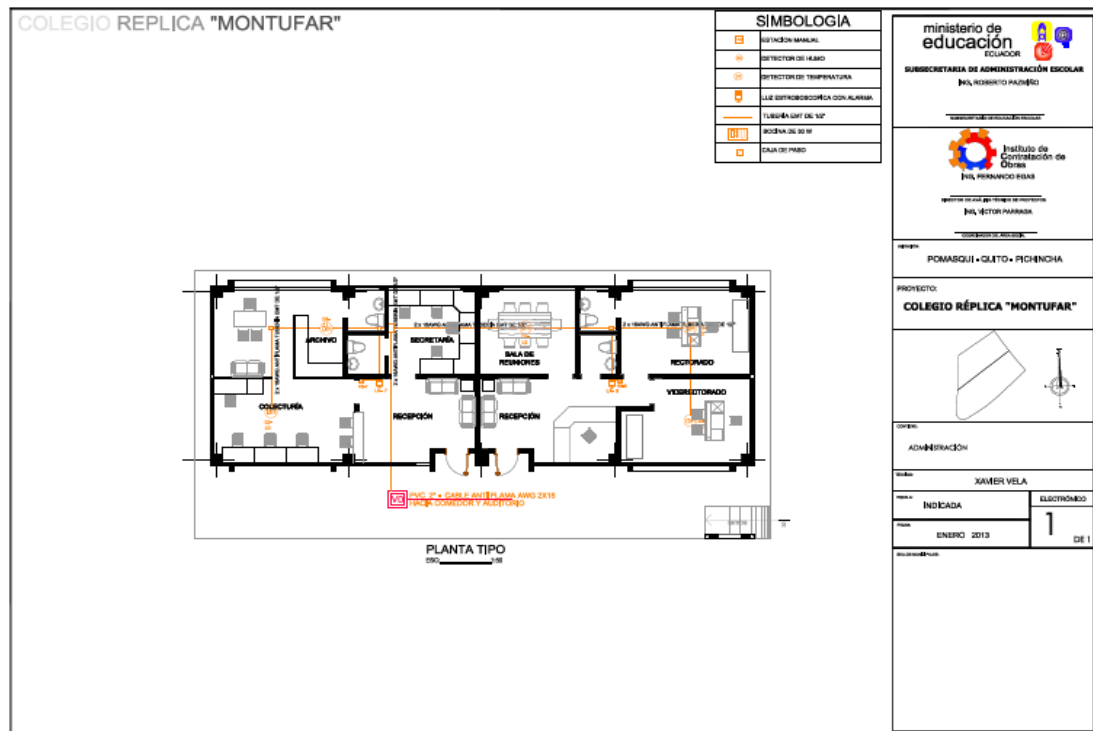 COLEGIO REPLICA "MONTUFAR"
SIMBOLOGÍA
ESTACIÓN MANUAL
DETECTOR DE HUMO
DETECTOR DE TEMPERATURA
LUZ ESTROBOSCÓPICA CON ALARMA
TUBERÍA EMT DE 1/2"
BOCINA DE 30 W
CAJA DE PASO
ministerio de
educación
ECUADOR
SUBSECRETARIA DE ADMINISTRACIÓN ESCOLAR
ING. ROBERTO PAZMIÑO
Instituto de
Contratación de
Obras
ING. FERNANDO EGAS
ING. VICTOR PARRAGA
POMASQUI - QUITO - PICHINCHA
PROYECTO:
COLEGIO RÉPLICA "MONTUFAR"
ADMINISTRACIÓN
XAVIER VELA
INDICADA
ELECTRÓNICO
ENERO 2013
1
DE 1
ARCHIVO
SECRETARÍA
SALA DE
REUNIONES
RECTORADO
VICERECTORADO
COLECTURÍA
RECEPCIÓN
RECEPCIÓN
PVC 2" + CABLE ANTIFLAMA AWG 2X18
HACIA COMEDOR Y AUDITORIO
PLANTA TIPO